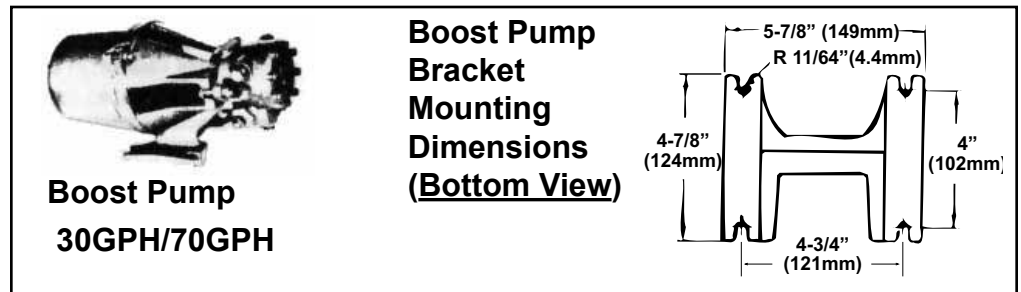 Boost Pump
30GPH/70GPH
Boost Pump
Bracket
Mounting
Dimensions
(Bottom View)
5-7/8” (149mm)
R 11/64”(4.4mm)
4-7/8”
(124mm)
4”
(102mm)
4-3/4”
(121mm)